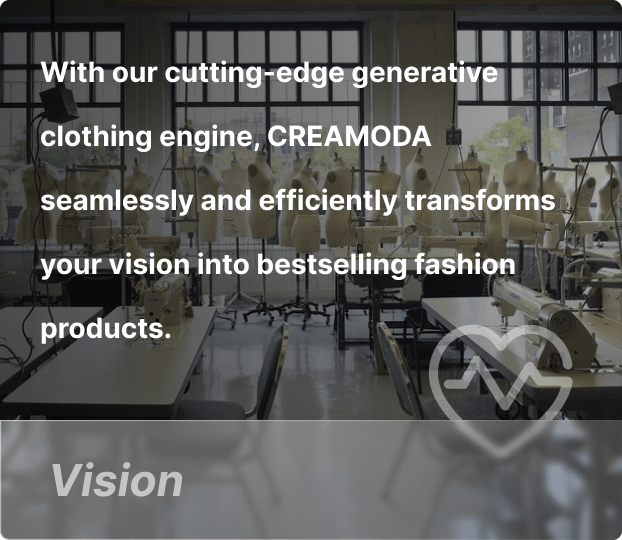 With our cutting-edge generative
clothing engine, CREAMODA
seamlessly and efficiently transforms
your vision into bestselling fashion
products.
Vision